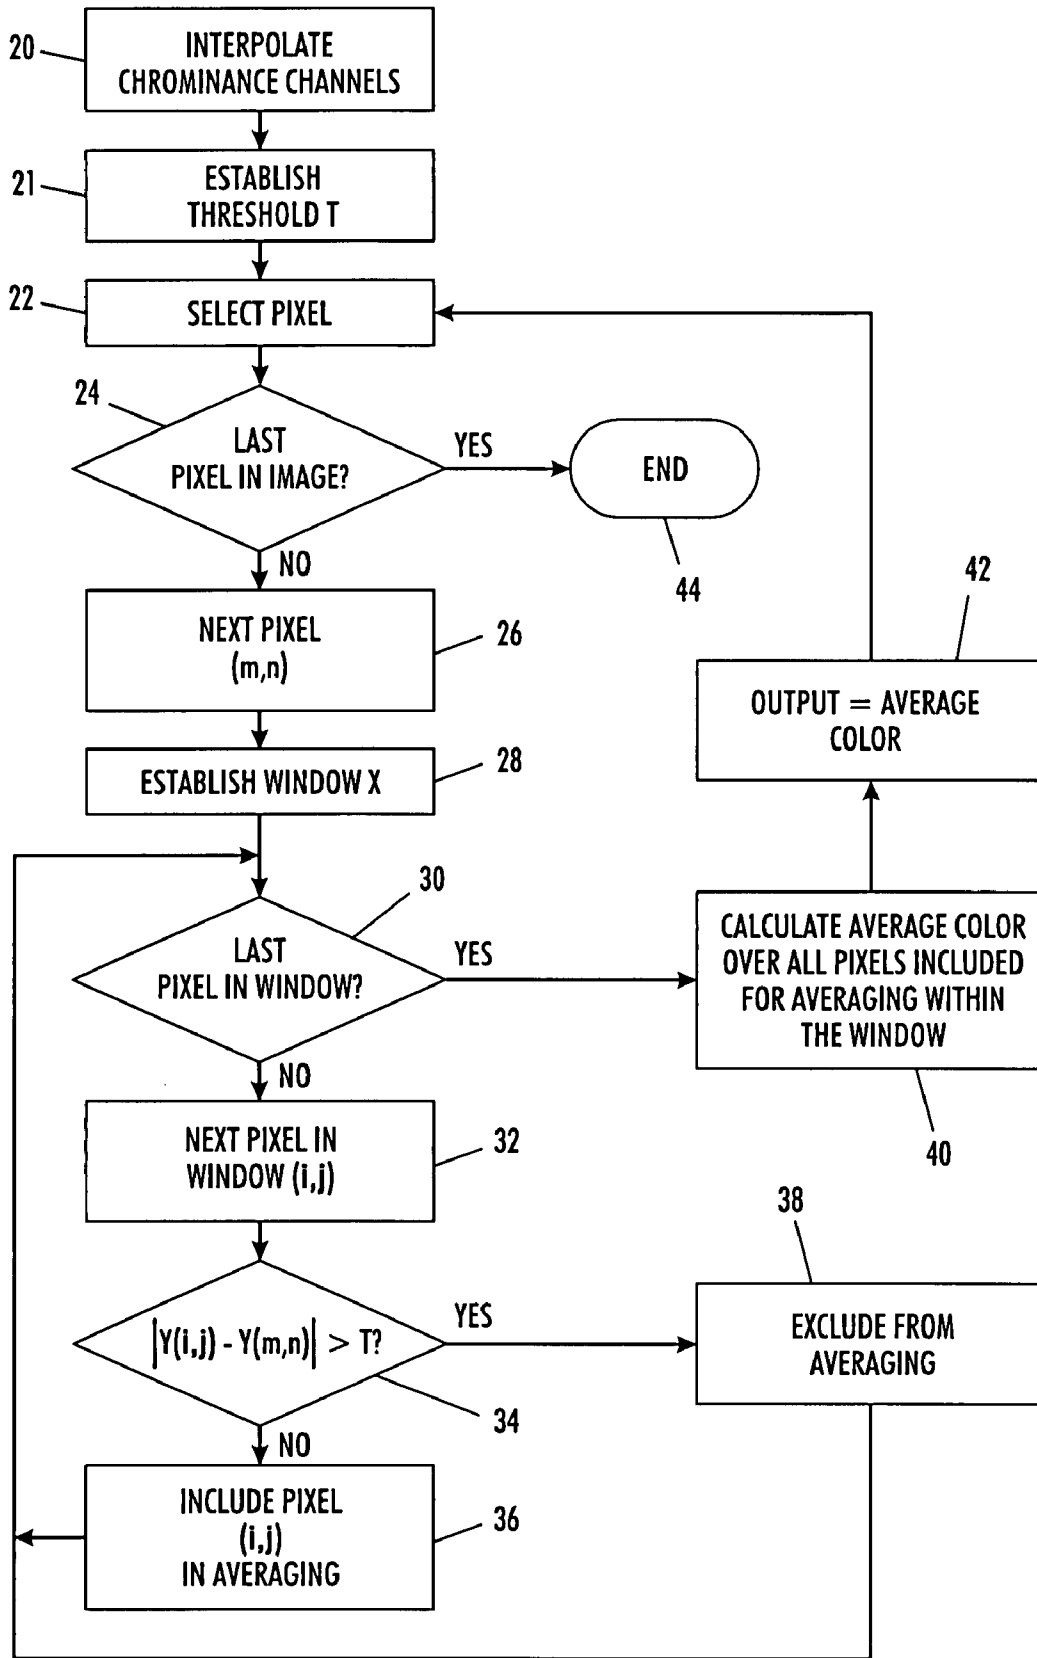 20
INTERPOLATE
CHROMINANCE CHANNELS
21
ESTABLISH
THRESHOLD T
22
SELECT PIXEL
24
LAST
PIXEL IN IMAGE?
YES
END
44
NO
NEXT PIXEL
(m,n)
26
42
OUTPUT = AVERAGE
COLOR
ESTABLISH WINDOW X
28
30
LAST
PIXEL IN WINDOW?
YES
CALCULATE AVERAGE COLOR
OVER ALL PIXELS INCLUDED
FOR AVERAGING WITHIN
THE WINDOW
40
NO
NEXT PIXEL IN
WINDOW (i,j)
32
38
|Y(i,j) - Y(m,n)| > T?
YES
EXCLUDE FROM
AVERAGING
34
NO
INCLUDE PIXEL
(i,j)
IN AVERAGING
36